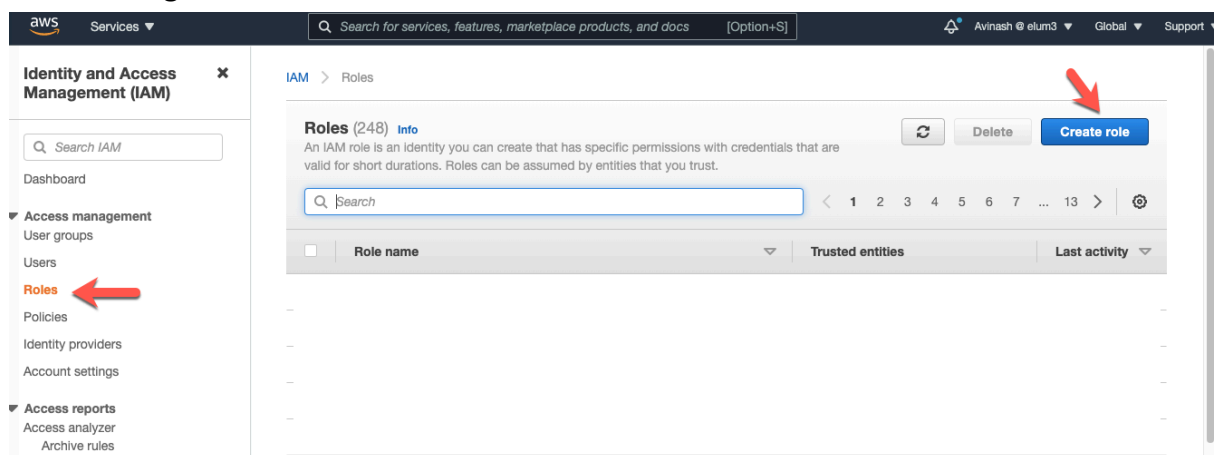 aws Services ▼ Search for services, features, marketplace products, and docs [Option+S] Avinash @ elum3 ▼ Global ▼ Support
Identity and Access
Management (IAM)
Search IAM
Dashboard
Access management
User groups
Users
Roles
Policies
Identity providers
Account settings
Access reports
Access analyzer
Archive rules
IAM > Roles
Roles (248) Info
Delete
Create role
An IAM role is an identity you can create that has specific permissions with credentials that are
valid for short durations. Roles can be assumed by entities that you trust.
Search
1 2 3 4 5 6 7 ... 13
Role name Trusted entities Last activity